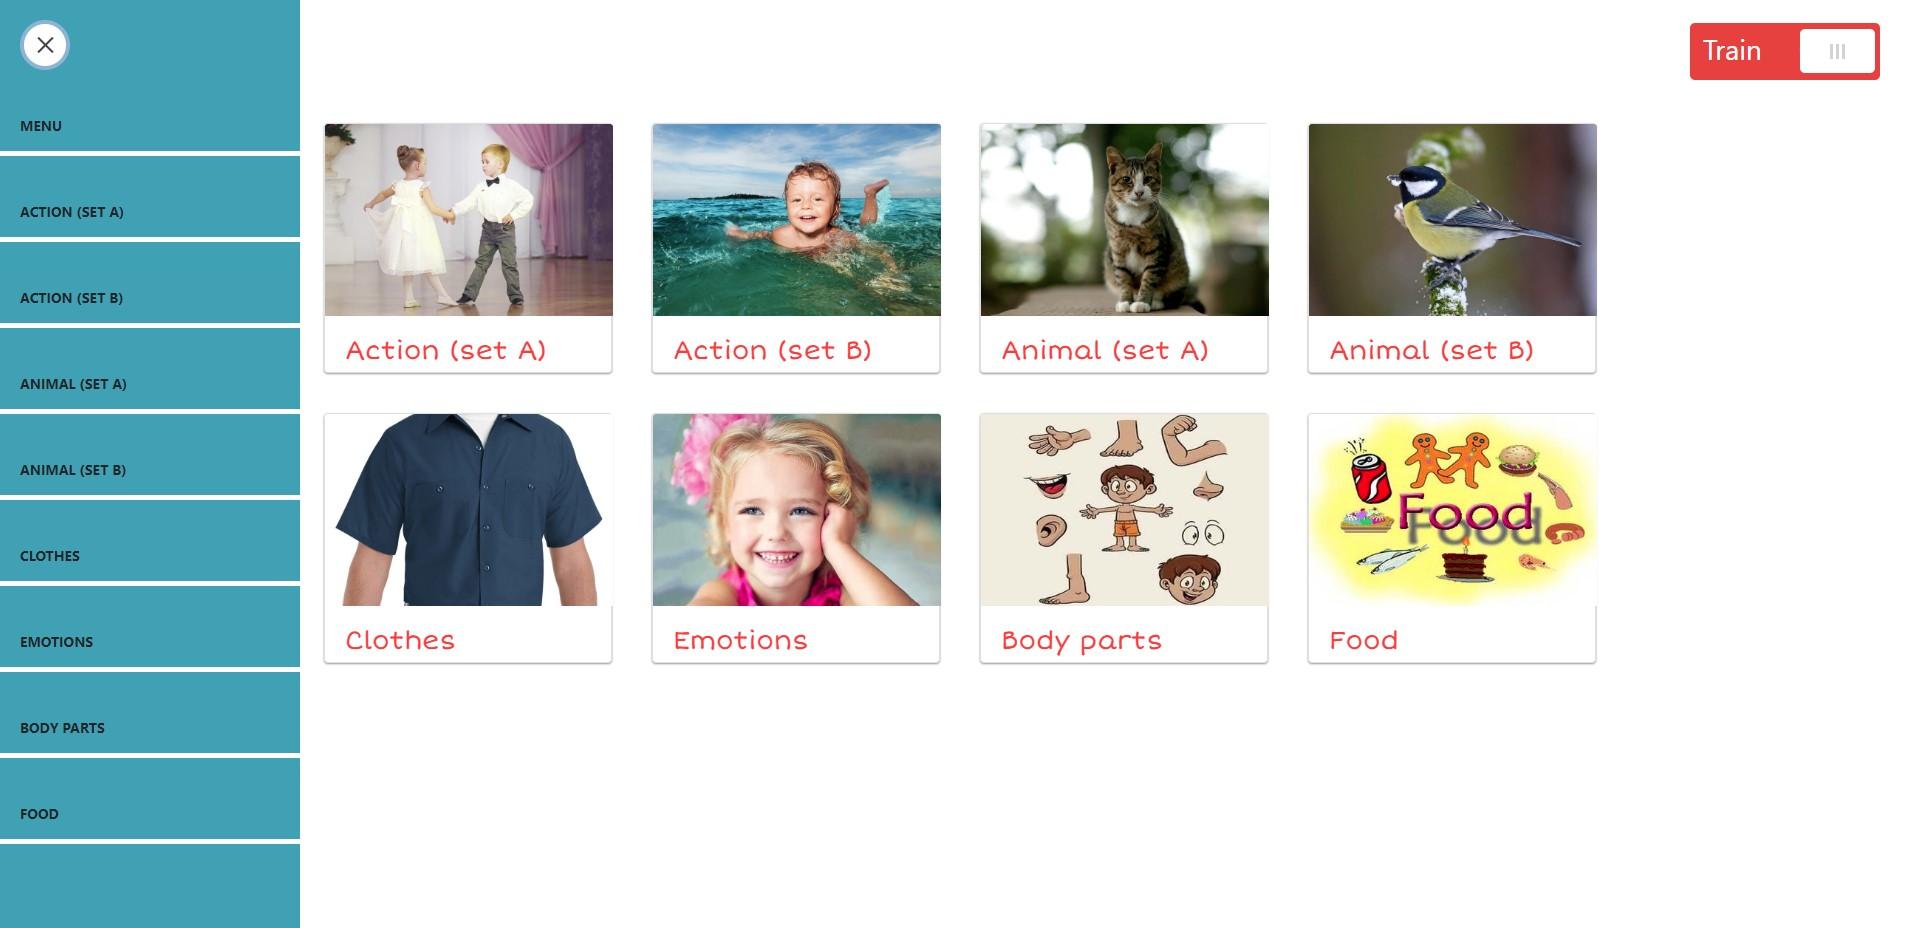 Train
MENU
ACTION (SET A)
ACTION (SET B)
ANIMAL (SET A)
ANIMAL (SET B)
CLOTHES
EMOTIONS
BODY PARTS
FOOD
Action (set A)
Action (set B)
Animal (set A)
Animal (set B)
Food
Clothes
Emotions
Body parts
Food